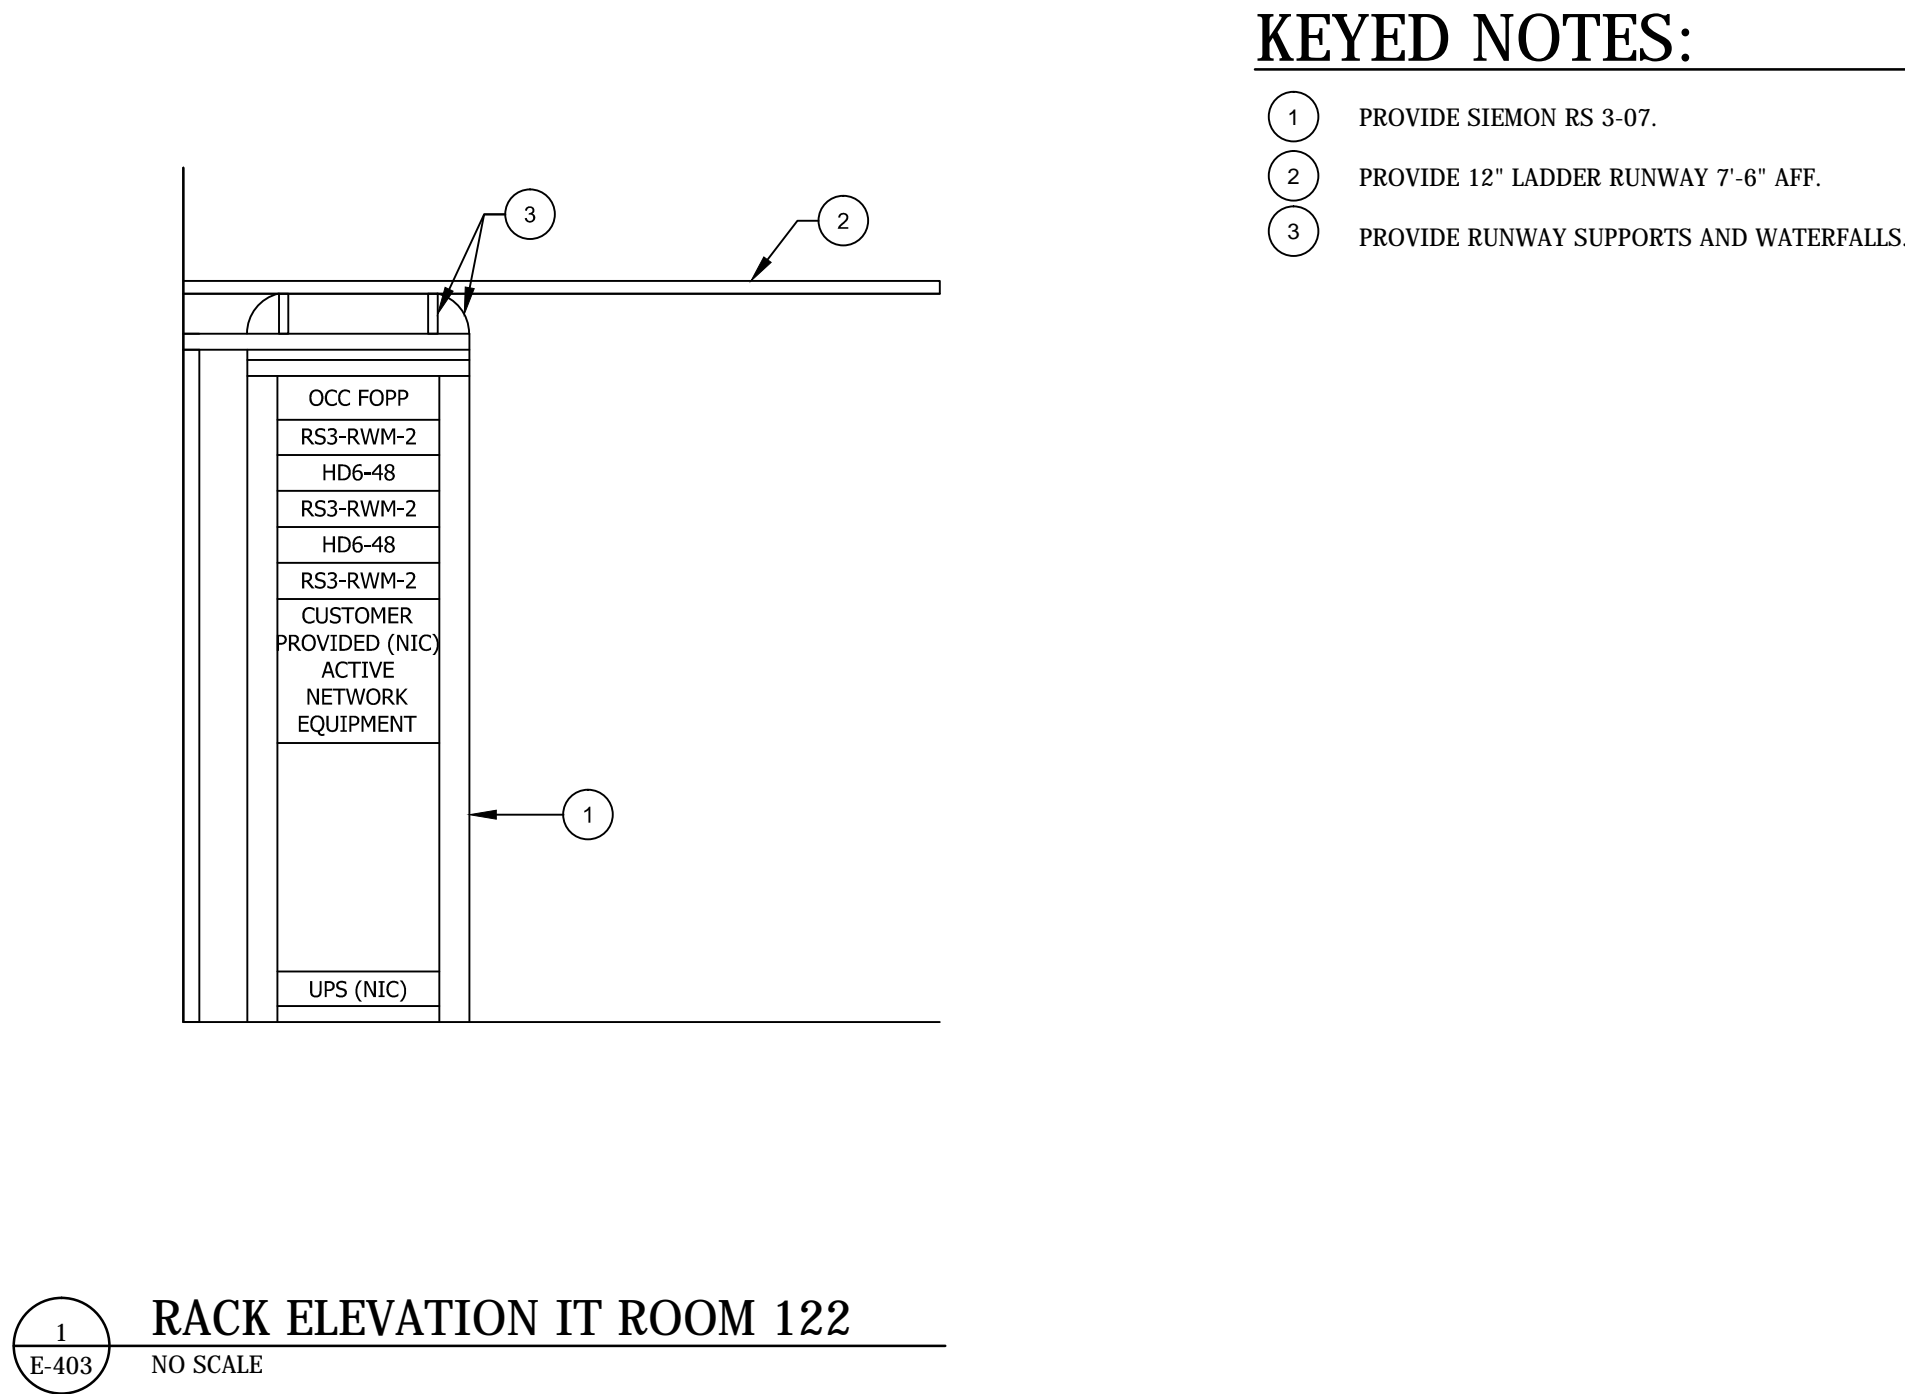 KEYED NOTES:
1 PROVIDE SIEMON RS 3-07.
2 PROVIDE 12" LADDER RUNWAY 7'-6" AFF.
3 PROVIDE RUNWAY SUPPORTS AND WATERFALLS.
3
2
OCC FOPP
RS3-RWM-2
HD6-48
RS3-RWM-2
HD6-48
RS3-RWM-2
CUSTOMER
PROVIDED (NIC)
ACTIVE
NETWORK
EQUIPMENT
1
UPS (NIC)
1
E-403
RACK ELEVATION IT ROOM 122
NO SCALE